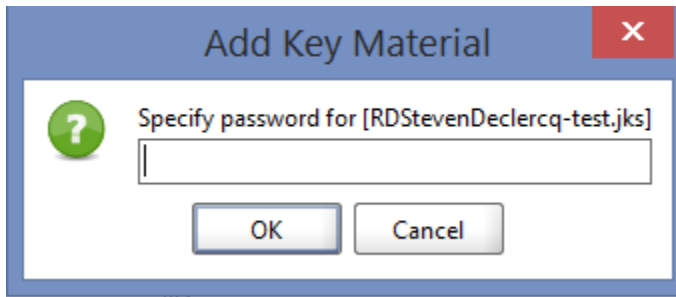 Add Key Material
Specify password for [RDStevenDeclercq-test.jks]
OK
Cancel